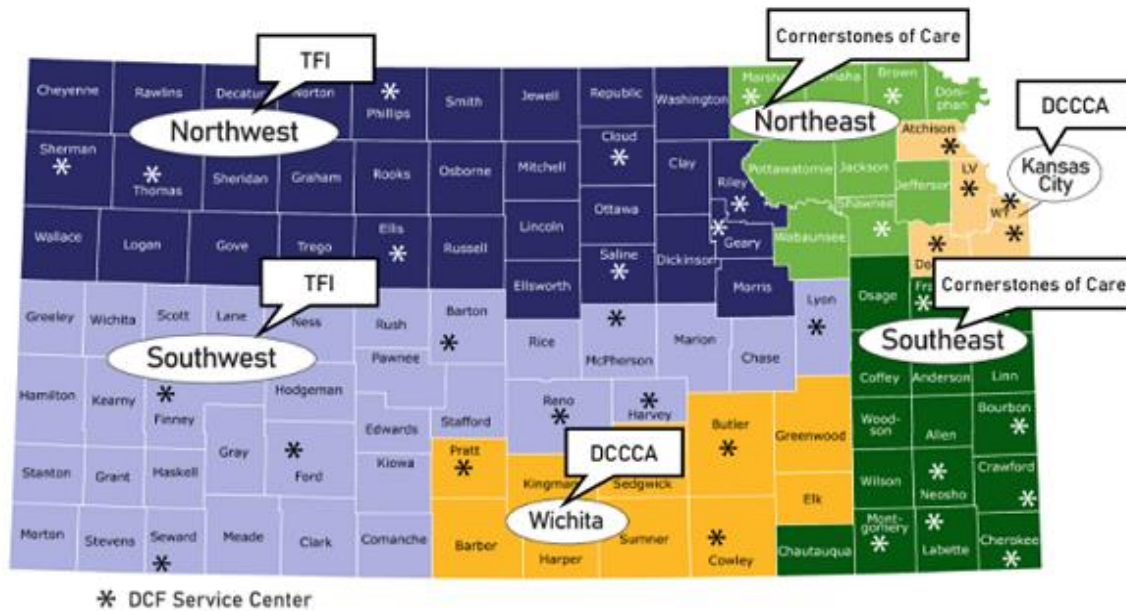 TFI
Cornerstones of Care
Cheyenne
Rawlins
Decatur
Norton
Phillips
Smith
Jewell
Republic
Washington
Brown
Doni-
phan
DCCCA
Northwest
Northeast
Atchison
Kansas
City
Sherman
Thomas
Sheridan
Graham
Rooks
Osborne
Mitchell
Cloud
Clay
Riley
Pottawatomie
Jackson
Jefferson
LV
WY
Shawnee
Wallace
Logan
Gove
Trego
Ellis
Russell
Lincoln
Ottawa
Saline
Dickinson
Geary
Wabaunsee
Ellsworth
Morris
TFI
Cornerstones of Care
Greeley
Wichita
Scott
Lane
Ness
Rush
Barton
Rice
McPherson
Marion
Chase
Lyon
Osage
Southwest
Southeast
Pawnee
Hamilton
Kearny
Finney
Hodgeman
Stafford
Reno
Harvey
Coffey
Anderson
Linn
Edwards
Gray
Ford
Kiowa
Pratt
DCCCA
Butler
Greenwood
Wood-
son
Allen
Bourbon
Stanton
Grant
Haskell
Kingman
Sedgwick
Elk
Wilson
Neosho
Crawford
Wichita
Morton
Stevens
Seward
Meade
Clark
Comanche
Barber
Harper
Sumner
Cowley
Chautauqua
Mont-
gomery
Labette
Cherokee
* DCF Service Center